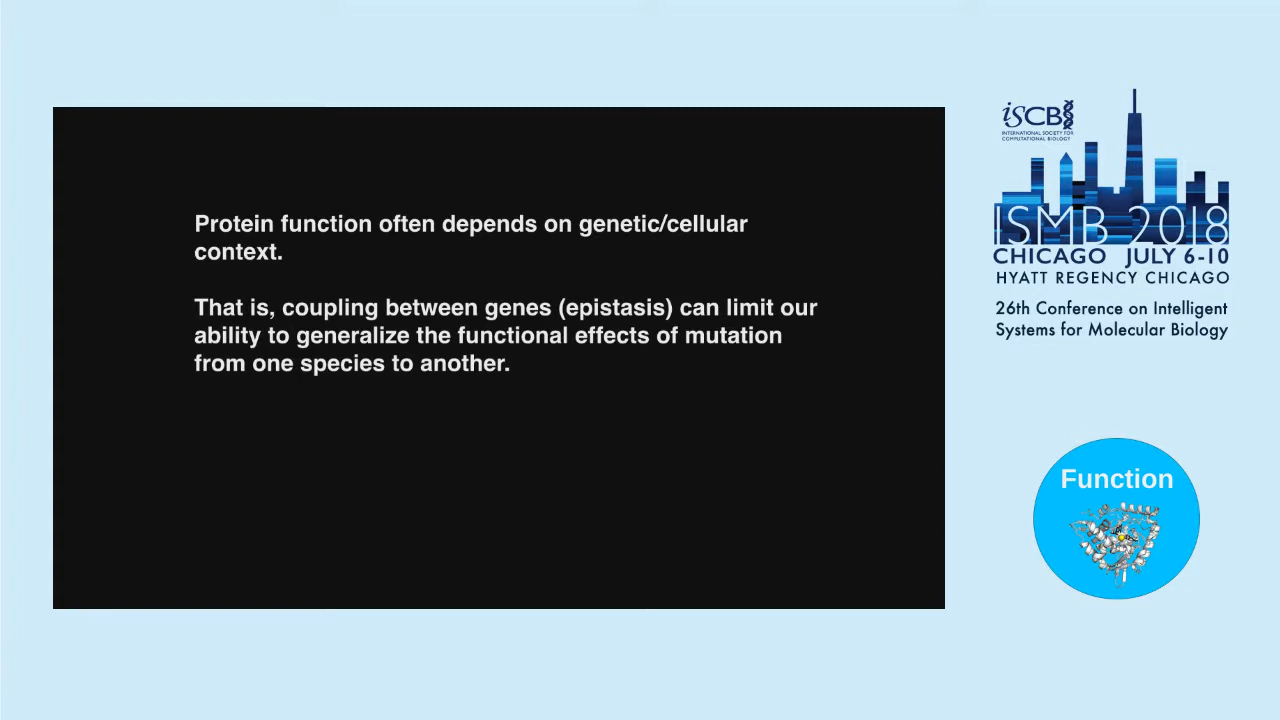 Protein function often depends on genetic/cellular
context.
That is, coupling between genes (epistasis) can limit our
ability to generalize the functional effects of mutation
from one species to another.
iSCB
INTERNATIONAL SOCIETY FOR
COMPUTATIONAL BIOLOGY
ISMB 2018
CHICAGO JULY 6-10
HYATT REGENCY CHICAGO
26th Conference on Intelligent
Systems for Molecular Biology
Function